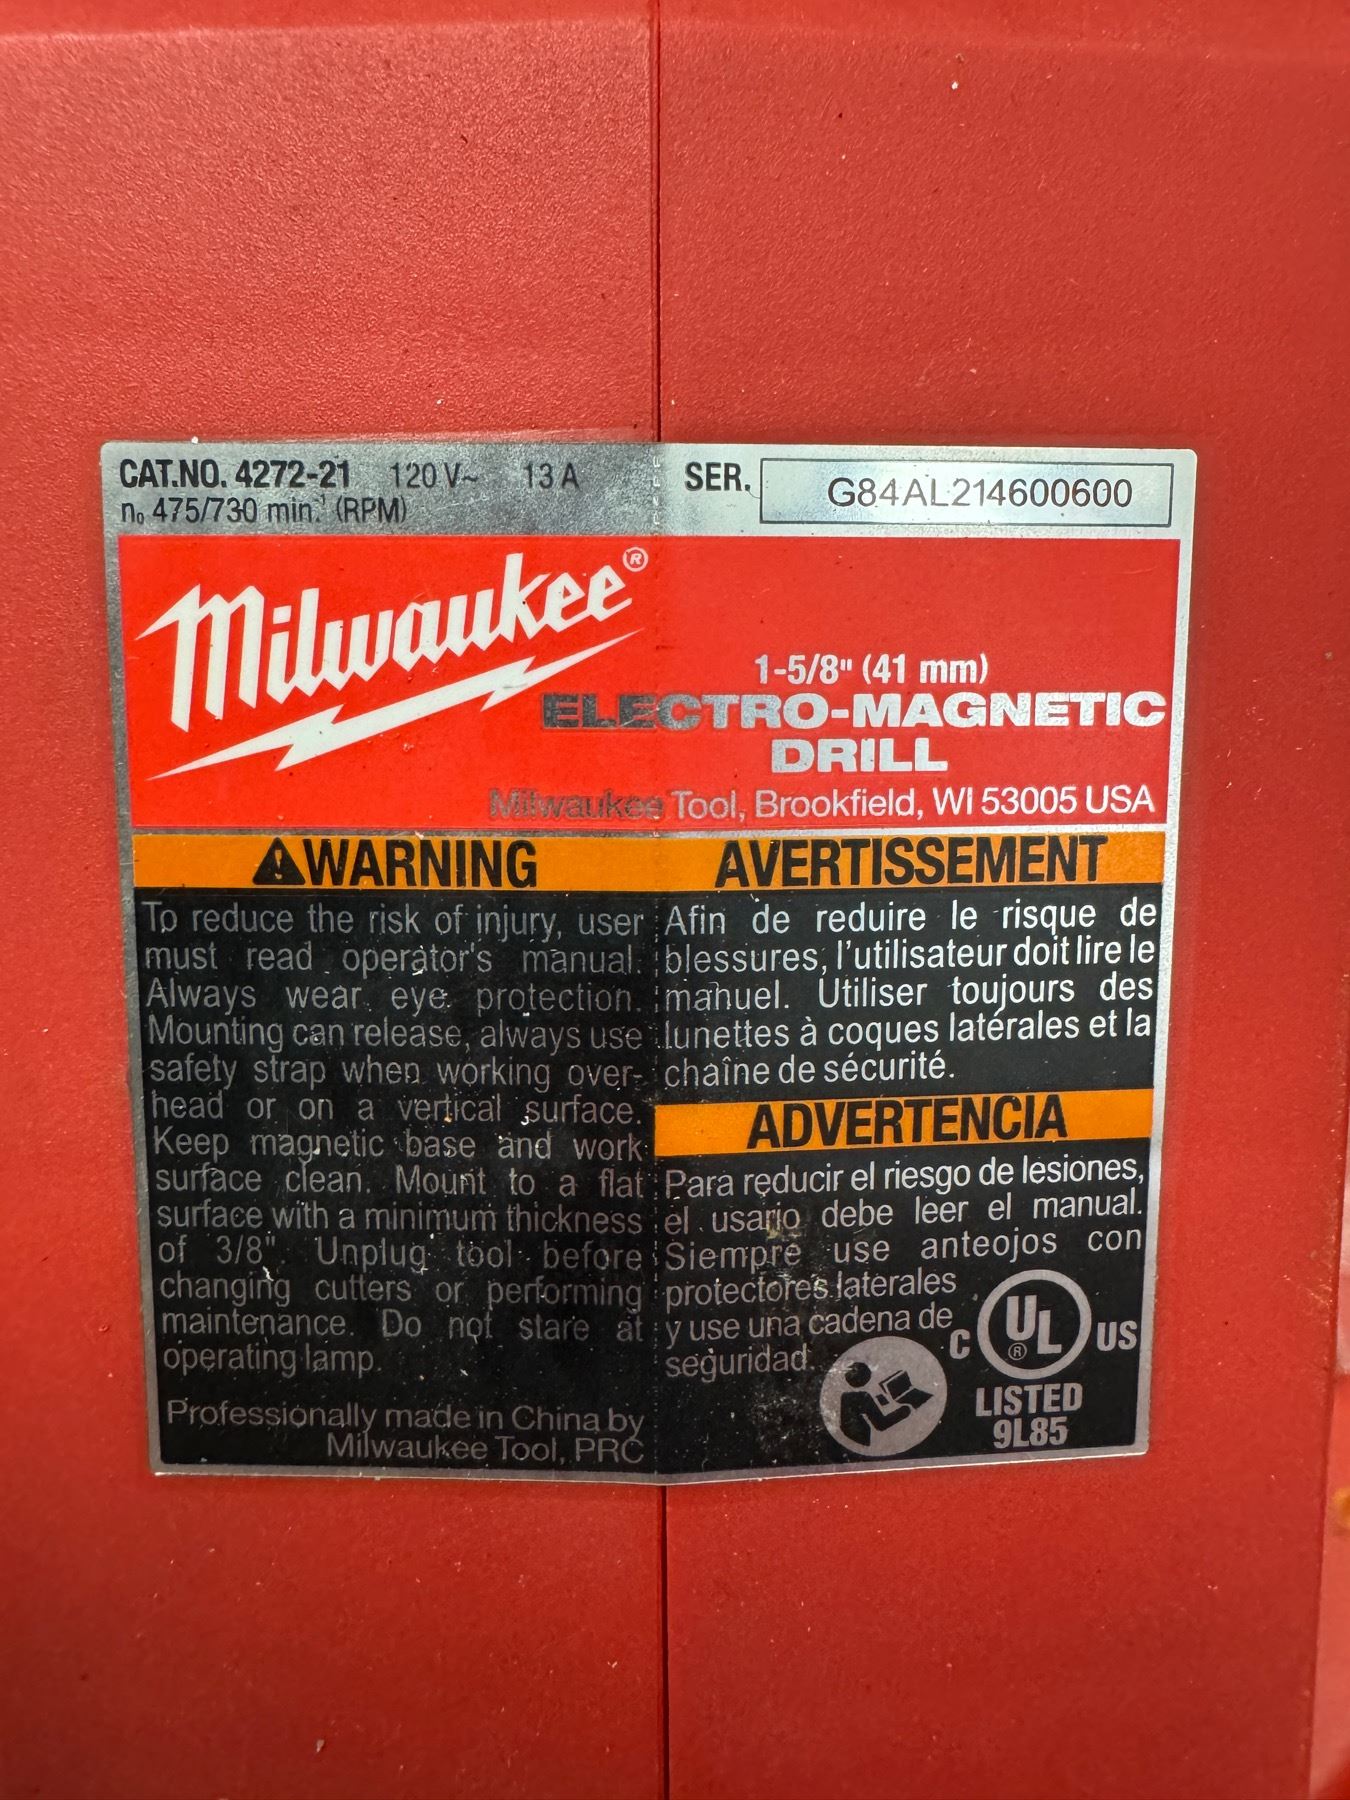 CAT.NO. 4272-21 120 V~ 13 A
n₀ 475/730 min.⁻¹ (RPM)
SER. G84AL214600600
Milwaukee®
1-5/8" (41 mm)
ELECTRO-MAGNETIC
DRILL
Milwaukee Tool, Brookfield, WI 53005 USA
⚠WARNING
To reduce the risk of injury, user
must read operator's manual.
Always wear eye protection.
Mounting can release, always use
safety strap when working over-
head or on a vertical surface.
Keep magnetic base and work
surface clean. Mount to a flat
surface with a minimum thickness
of 3/8". Unplug tool before
changing cutters or performing
maintenance. Do not stare at
operating lamp.
Professionally made in China by
Milwaukee Tool, PRC
AVERTISSEMENT
Afin de reduire le risque de
blessures, l'utilisateur doit lire le
manuel. Utiliser toujours des
lunettes à coques latérales et la
chaîne de sécurité.
ADVERTENCIA
Para reducir el riesgo de lesiones,
el usario debe leer el manual.
Siempre use anteojos con
protectores laterales
y use una cadena de
seguridad.
C UL® US
LISTED
9L85